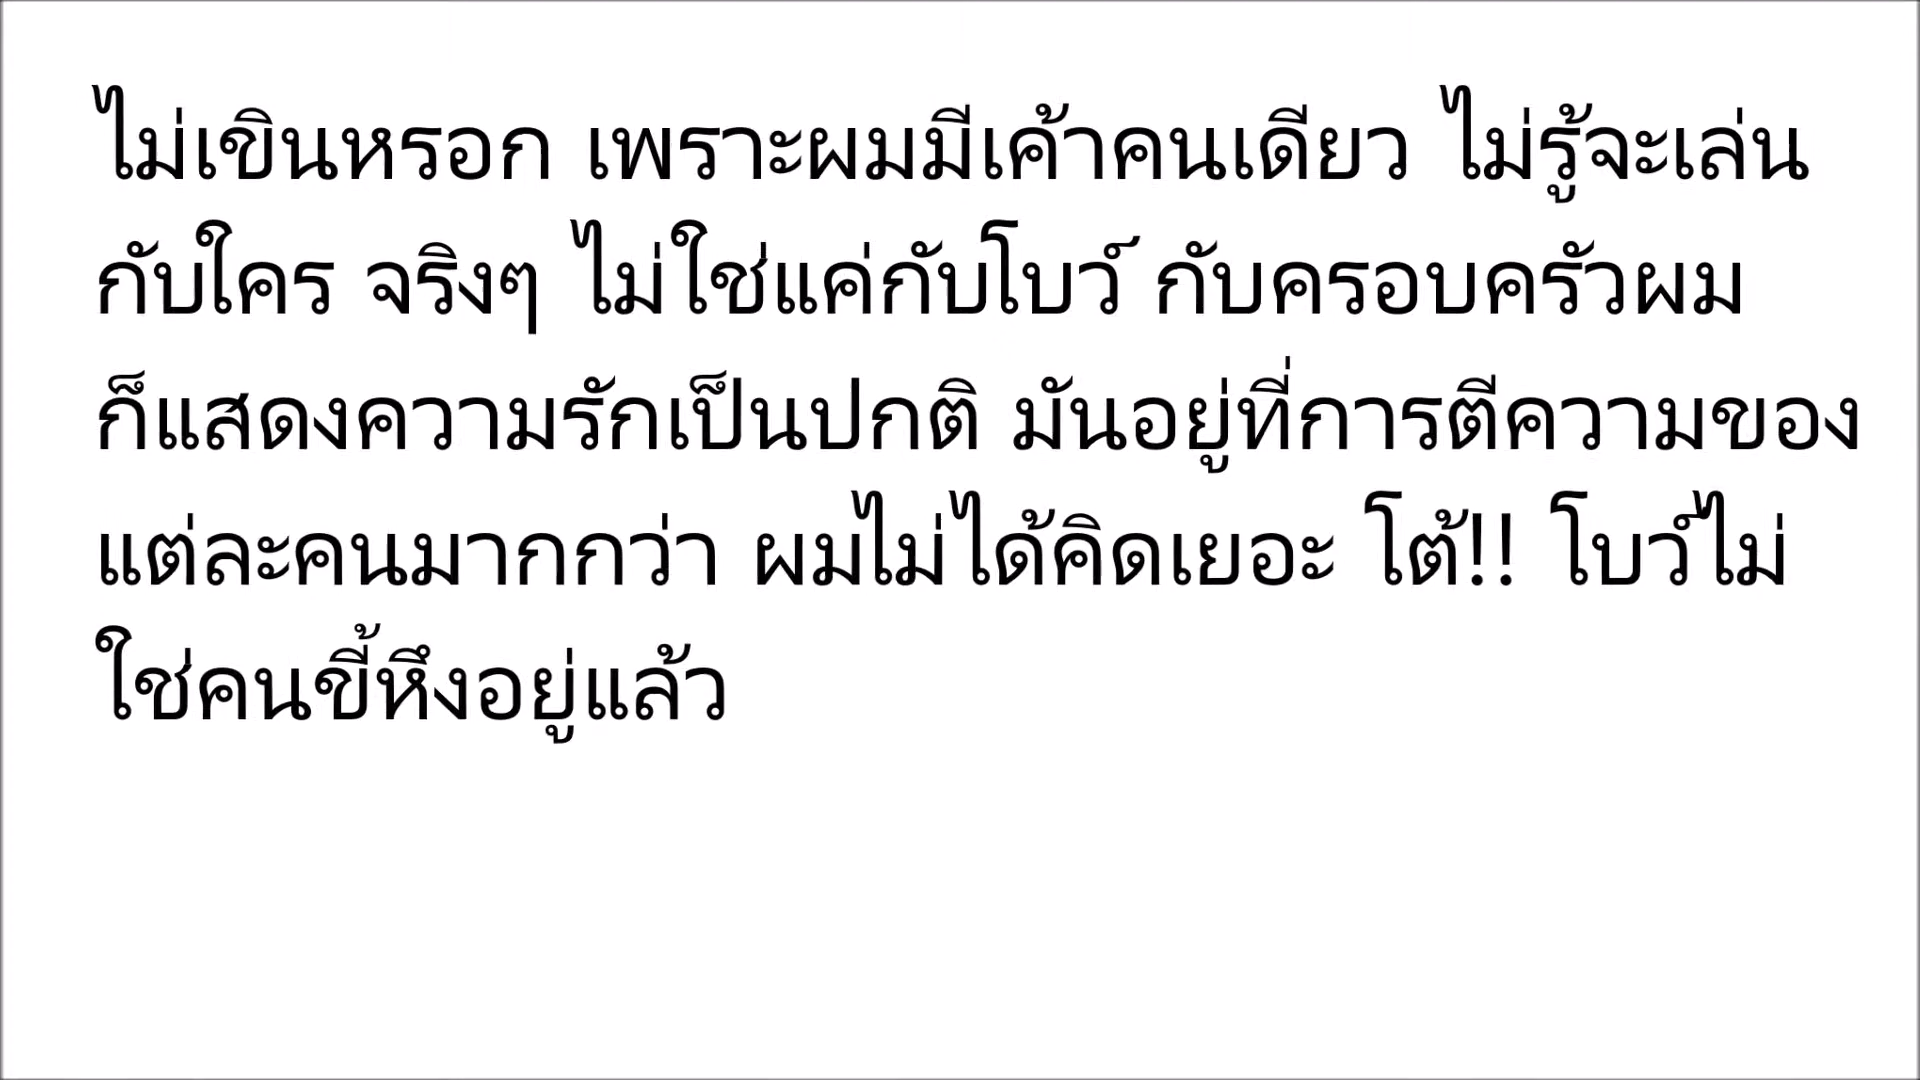 ไม่เขินหรอก เพราะผมมีเค้าคนเดียว ไม่รู้จะเล่น
กับใคร จริงๆ ไม่ใช่แค่กับโบว์ กับครอบครัวผม
ก็แสดงความรักเป็นปกติ มันอยู่ที่การตีความของ
แต่ละคนมากกว่า ผมไม่ได้คิดเยอะ โต้!! โบว์ไม่
ใช่คนขี้หึงอยู่แล้ว